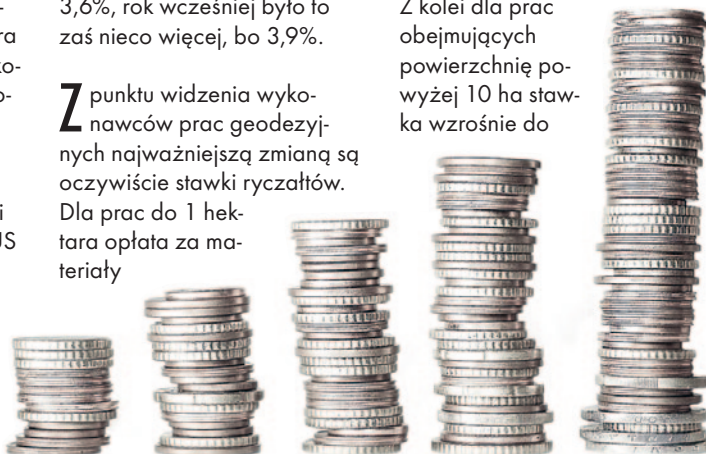 3,6%, rok wcześniej było to
zaś nieco więcej, bo 3,9%.
Z punktu widzenia wyko-
nawców prac geodezyj-
nych najważniejszą zmianą są
oczywiście stawki ryczałtów.
Dla prac do 1 hek-
tara opłata za ma-
teriały
Z kolei dla prac
obejmujących
powierzchnię po-
wyżej 10 ha staw-
ka wzrośnie do